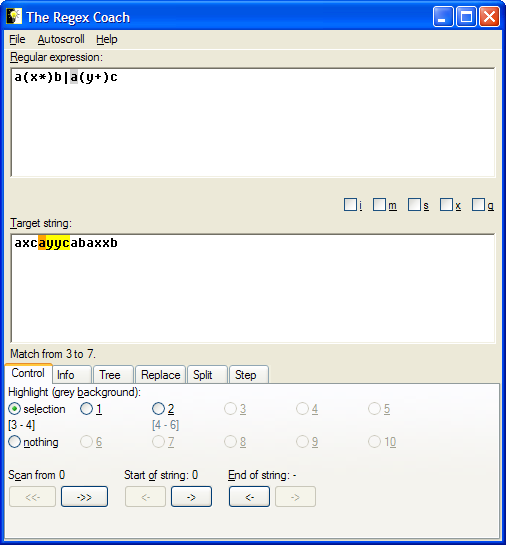 The Regex Coach
File Autoscroll Help
Regular expression:
a(x*)b|a(y+)c
i m s x g
Target string:
axcayycabaxxb
Match from 3 to 7.
Control Info Tree Replace Split Step
Highlight (grey background):
selection 1 2 3 4 5
[3 - 4] [4 - 6]
nothing 6 7 8 9 10
Scan from 0 Start of string: 0 End of string: -
<<- ->> <- -> <- ->